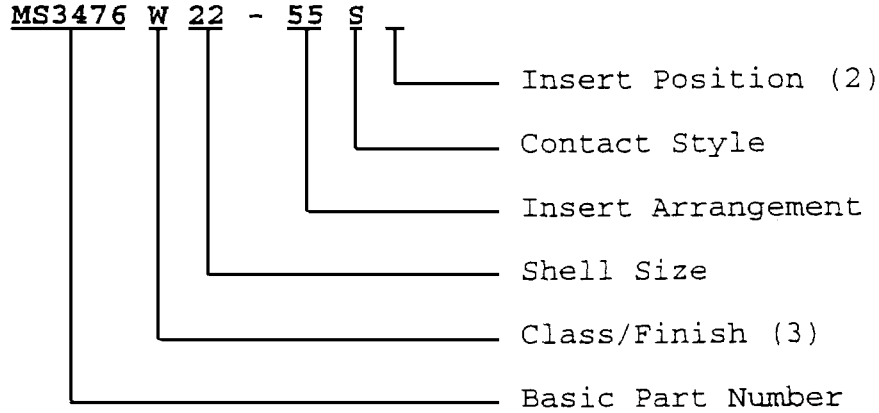 MS3476 W 22 - 55 S _
Insert Position (2)
Contact Style
Insert Arrangement
Shell Size
Class/Finish (3)
Basic Part Number